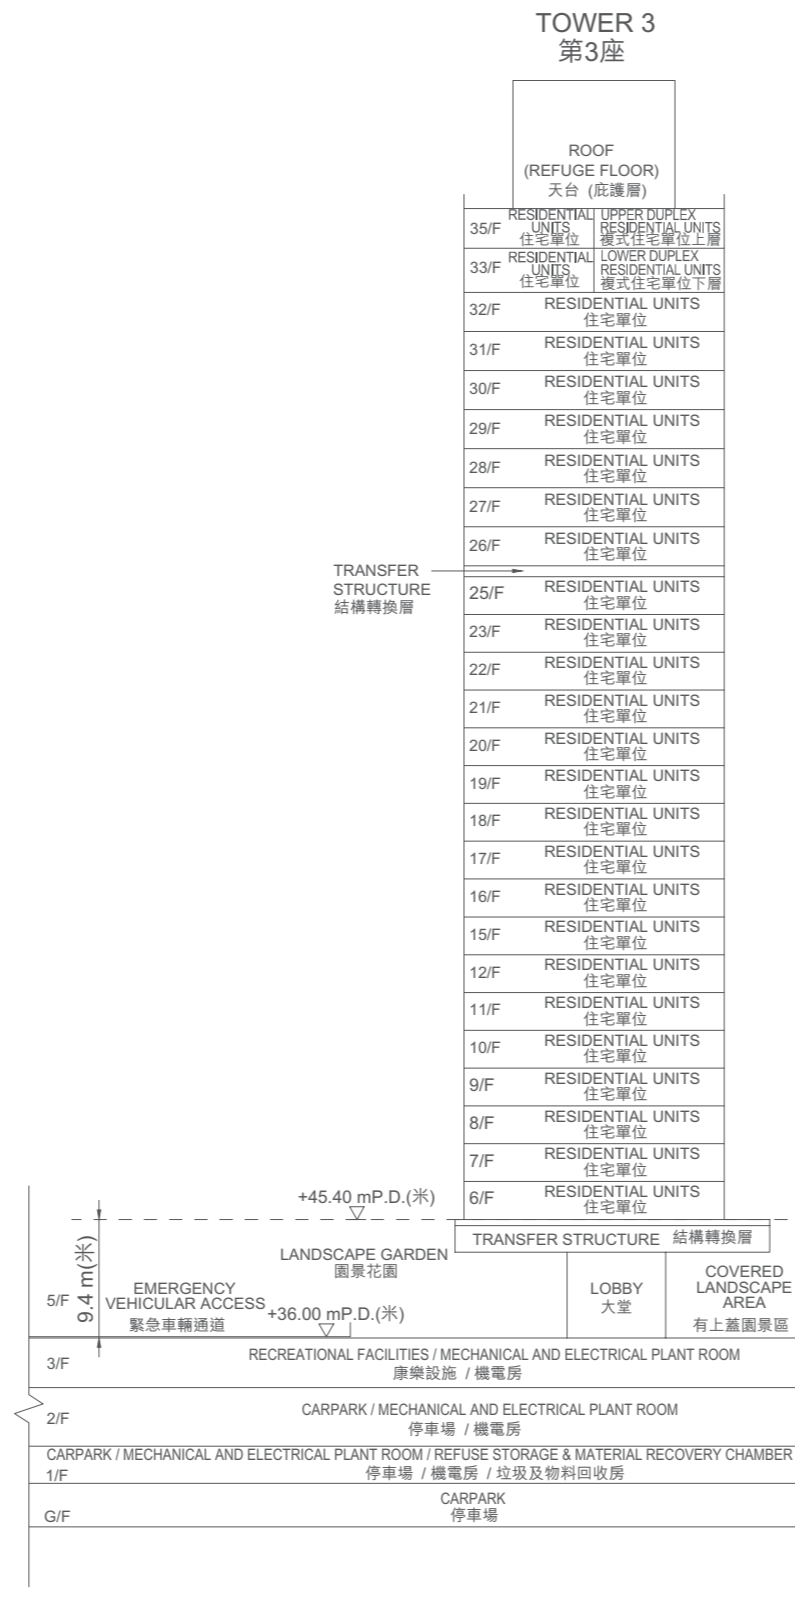 TOWER 3
第3座
ROOF
(REFUGE FLOOR)
天台 (庇護層)
35/F
RESIDENTIAL
UNITS
住宅單位
UPPER DUPLEX
RESIDENTIAL UNITS
複式住宅單位上層
33/F
RESIDENTIAL
UNITS
住宅單位
LOWER DUPLEX
RESIDENTIAL UNITS
複式住宅單位下層
32/F
RESIDENTIAL UNITS
住宅單位
31/F
RESIDENTIAL UNITS
住宅單位
30/F
RESIDENTIAL UNITS
住宅單位
29/F
RESIDENTIAL UNITS
住宅單位
28/F
RESIDENTIAL UNITS
住宅單位
27/F
RESIDENTIAL UNITS
住宅單位
26/F
RESIDENTIAL UNITS
住宅單位
TRANSFER
STRUCTURE
結構轉換層
25/F
RESIDENTIAL UNITS
住宅單位
23/F
RESIDENTIAL UNITS
住宅單位
22/F
RESIDENTIAL UNITS
住宅單位
21/F
RESIDENTIAL UNITS
住宅單位
20/F
RESIDENTIAL UNITS
住宅單位
19/F
RESIDENTIAL UNITS
住宅單位
18/F
RESIDENTIAL UNITS
住宅單位
17/F
RESIDENTIAL UNITS
住宅單位
16/F
RESIDENTIAL UNITS
住宅單位
15/F
RESIDENTIAL UNITS
住宅單位
12/F
RESIDENTIAL UNITS
住宅單位
11/F
RESIDENTIAL UNITS
住宅單位
10/F
RESIDENTIAL UNITS
住宅單位
9/F
RESIDENTIAL UNITS
住宅單位
8/F
RESIDENTIAL UNITS
住宅單位
7/F
RESIDENTIAL UNITS
住宅單位
6/F
RESIDENTIAL UNITS
住宅單位
+45.40 mP.D.(米)
TRANSFER STRUCTURE 結構轉換層
9.4 m(米)
LANDSCAPE GARDEN
園景花園
5/F
EMERGENCY
VEHICULAR ACCESS
緊急車輛通道
+36.00 mP.D.(米)
LOBBY
大堂
COVERED
LANDSCAPE
AREA
有上蓋園景區
3/F
RECREATIONAL FACILITIES / MECHANICAL AND ELECTRICAL PLANT ROOM
康樂設施 / 機電房
2/F
CARPARK / MECHANICAL AND ELECTRICAL PLANT ROOM
停車場 / 機電房
CARPARK / MECHANICAL AND ELECTRICAL PLANT ROOM / REFUSE STORAGE & MATERIAL RECOVERY CHAMBER
1/F
停車場 / 機電房 / 垃圾及物料回收房
G/F
CARPARK
停車場